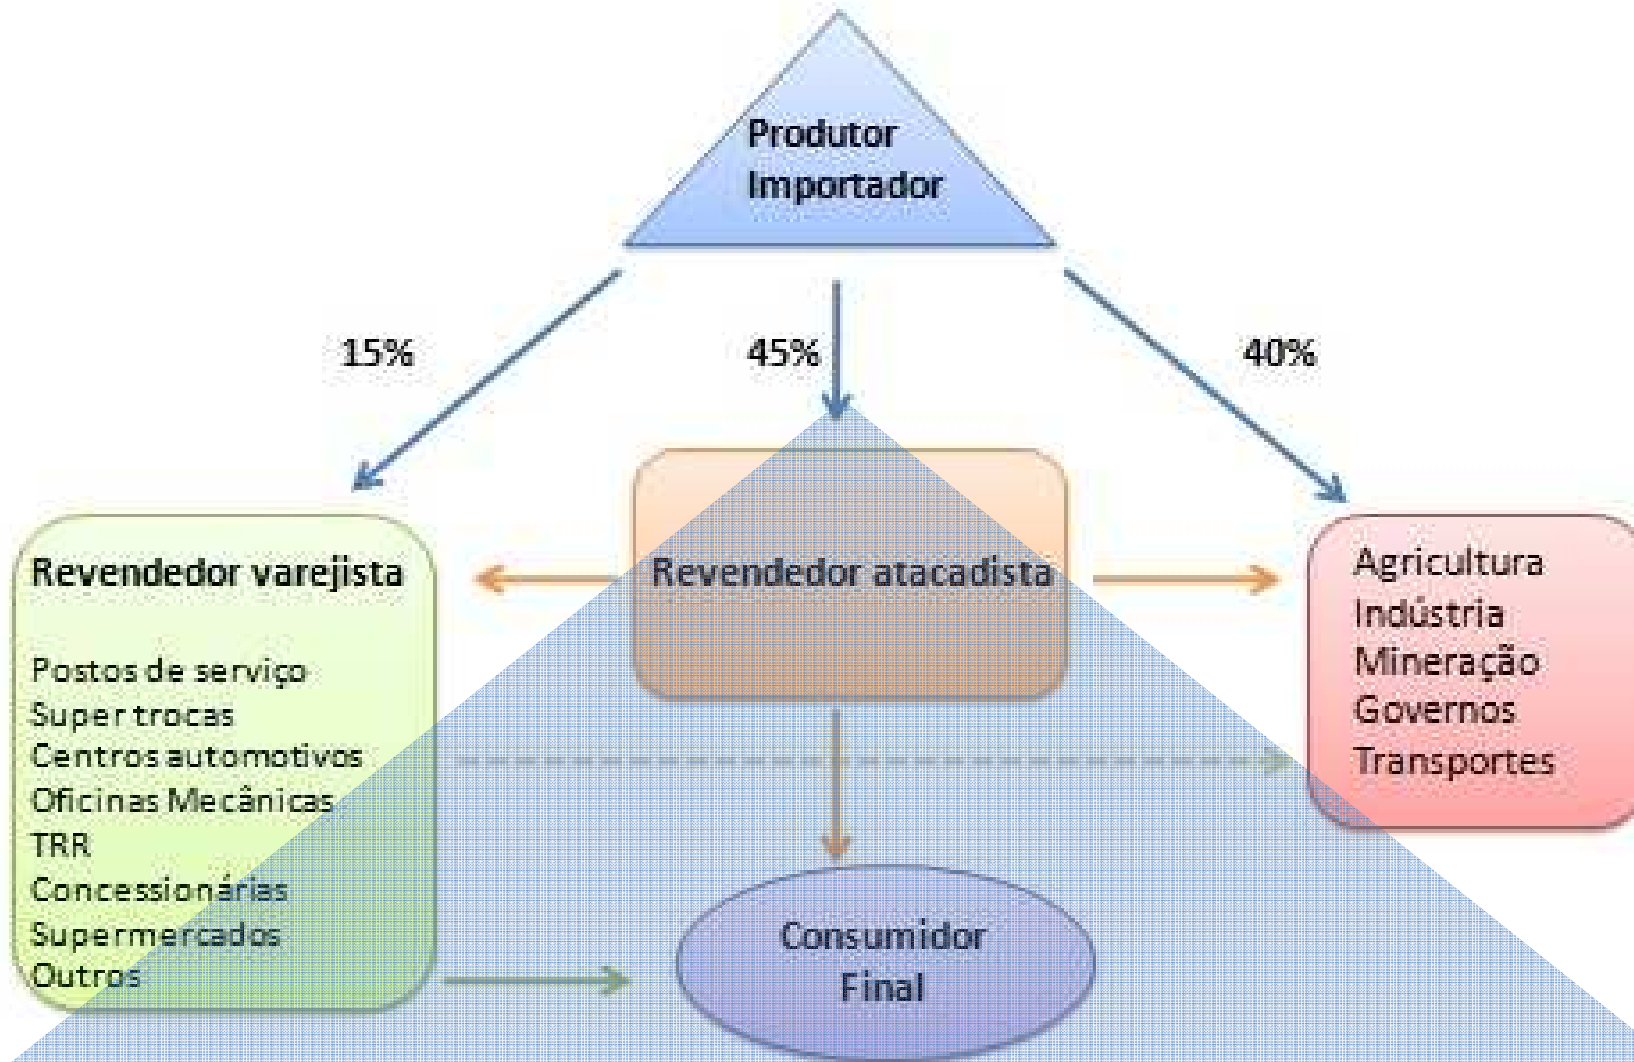 Produtor
Importador
15%
45%
40%
Revendedor varejista
Postos de serviço
Super trocas
Centros automotivos
Oficinas Mecânicas
TRR
Concessionárias
Supermercados
Outros
Revendedor atacadista
Agricultura
Indústria
Mineração
Governos
Transportes
Consumidor
Final